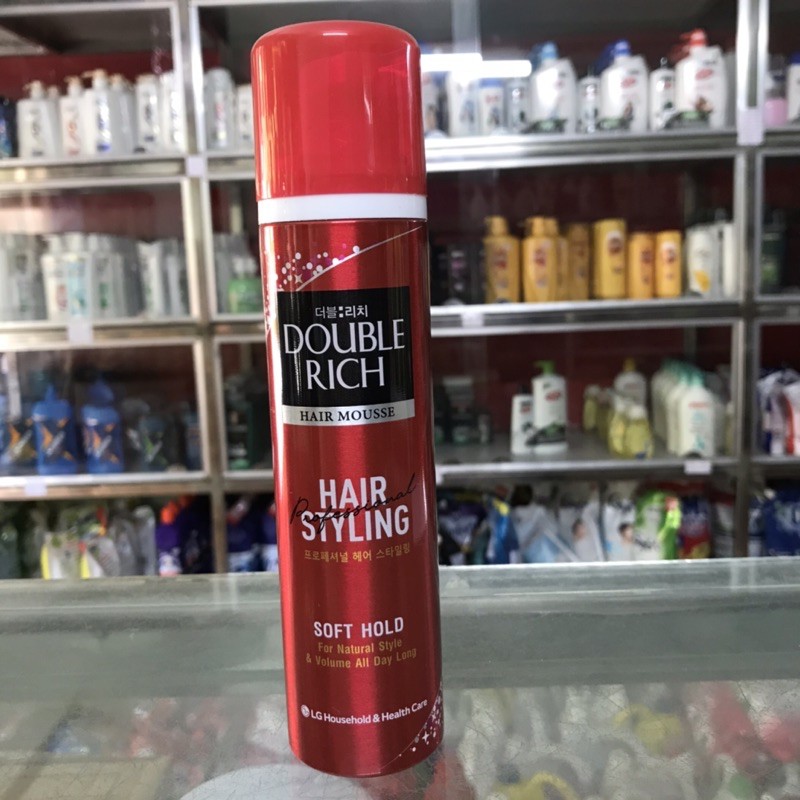 더블:리치
DOUBLE
RICH
HAIR MOUSSE
HAIR
Professional
STYLING
프로페셔널 헤어 스타일링
SOFT HOLD
For Natural Style
& Volume All Day Long
LG Household & Health Care